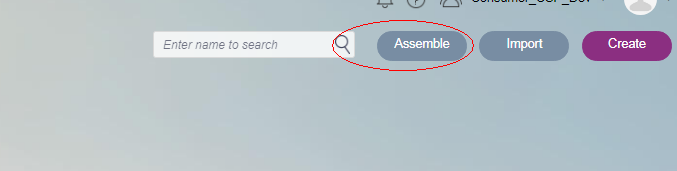 Enter name to search
Assemble
Import
Create